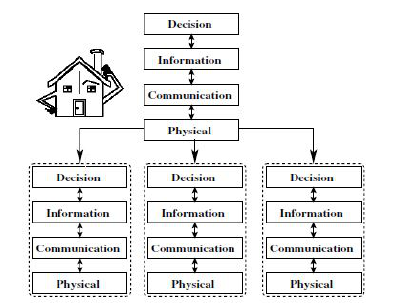 Decision
Information
Communication
Physical
Decision Decision Decision
Information Information Information
Communication Communication Communication
Physical Physical Physical